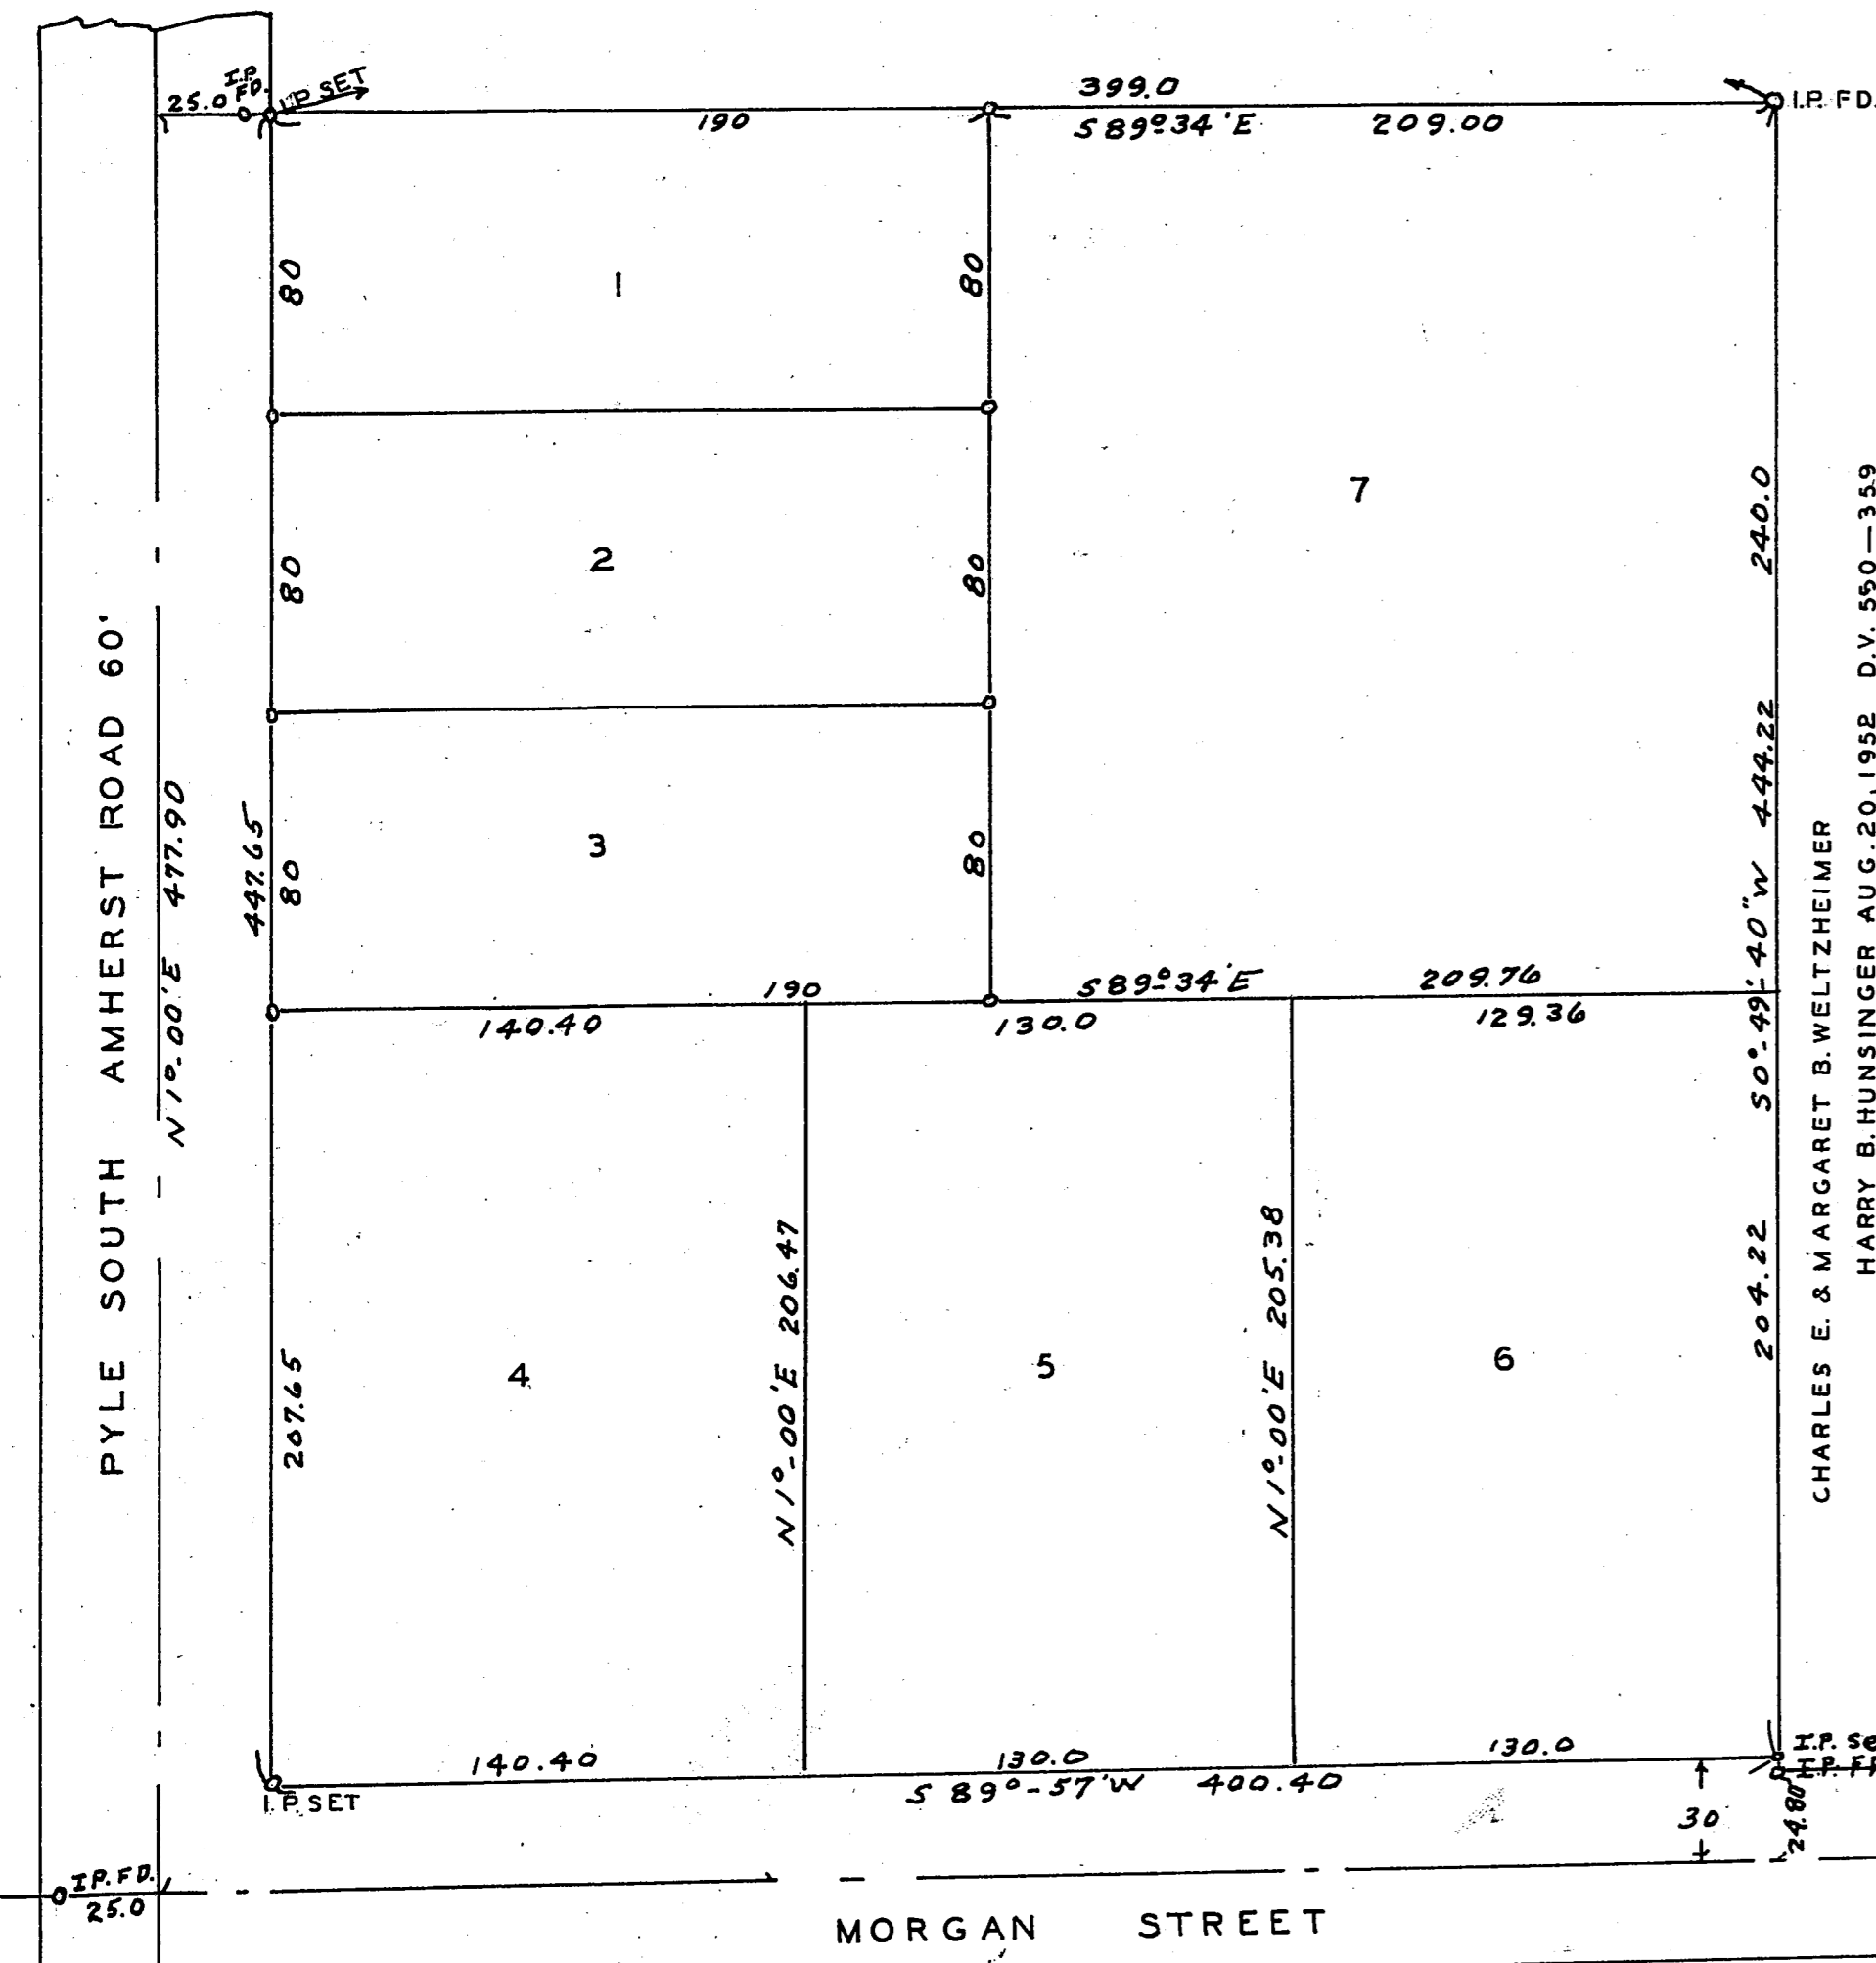 I.P. FD.
25.0
I.P. SET
399.0
I.P. FD.
190
S 89° 34' E
209.00
80
1
80
7
80
2
80
240.0
PYLE SOUTH AMHERST ROAD 60'
N 1°-00' E 477.90
447.65
80
3
80
S 0°-49'-40" W 444.22
CHARLES E. & MARGARET B. WELTZHEIMER
HARRY B. HUNSINGER AUG. 20, 1952 D.V. 550-359
190
S 89° 34' E
209.76
140.40
130.0
129.36
207.65
4
N 1°-00' E 206.47
5
N 1°-00' E 205.38
6
204.22
140.40
130.0
130.0
S 89°-57' W 400.40
I.P. SET
I.P. Se
I.P. FD
30
24.80
I.P. FD.
25.0
MORGAN STREET